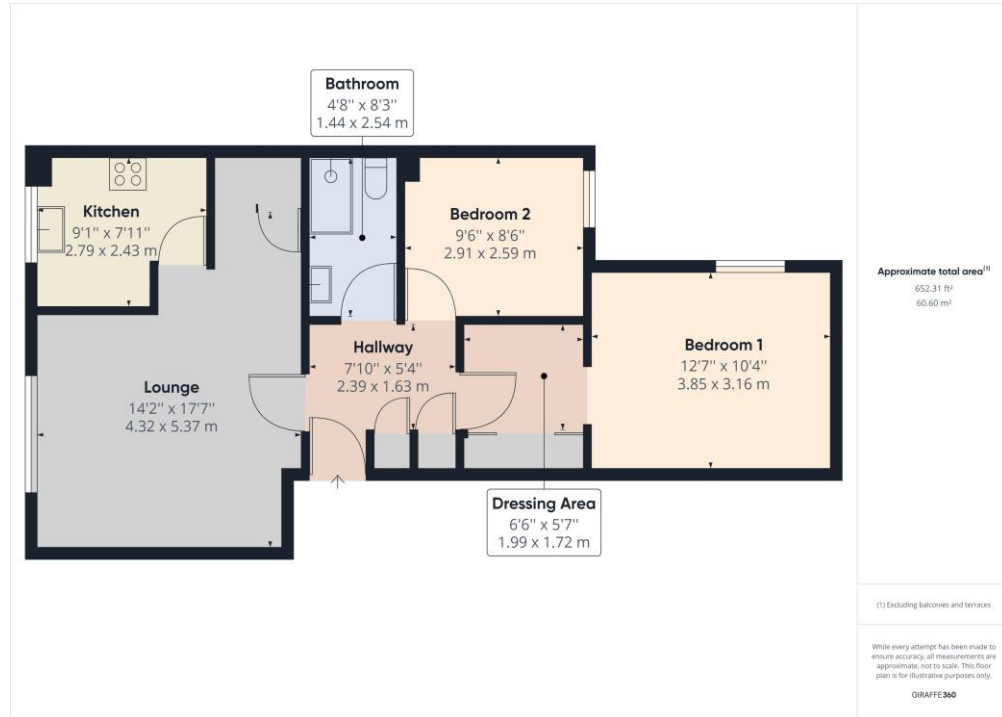 Bathroom
4'8'' x 8'3''
1.44 x 2.54 m
Kitchen
9'1'' x 7'11''
2.79 x 2.43 m
Bedroom 2
9'6'' x 8'6''
2.91 x 2.59 m
Bedroom 1
12'7'' x 10'4''
3.85 x 3.16 m
Hallway
7'10'' x 5'4''
2.39 x 1.63 m
Lounge
14'2'' x 17'7''
4.32 x 5.37 m
Dressing Area
6'6'' x 5'7''
1.99 x 1.72 m
Approximate total area(1)
652.31 ft²
60.60 m²
(1) Excluding balconies and terraces
While every attempt has been made to
ensure accuracy, all measurements are
approximate, not to scale. This floor
plan is for illustrative purposes only.
GIRAFFE360